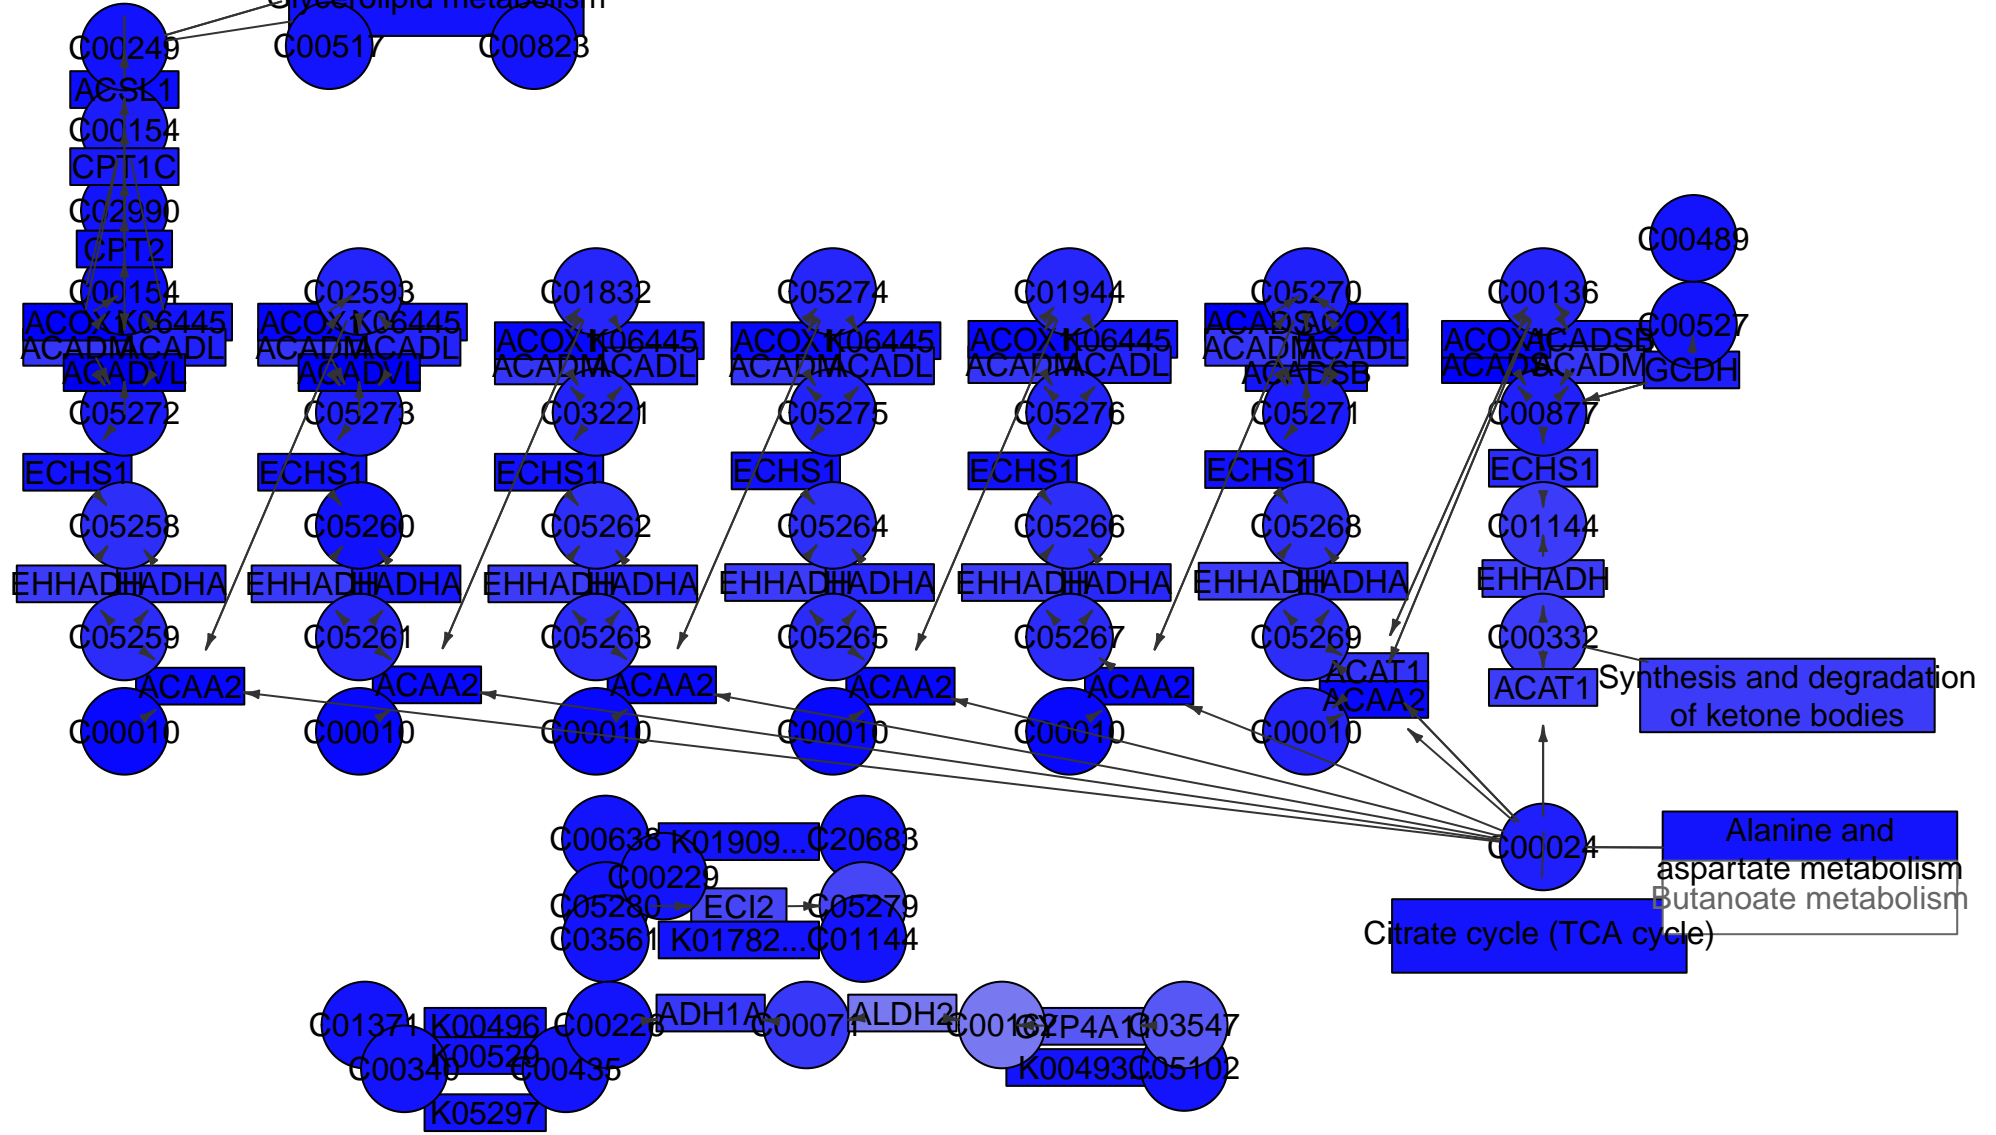 Glycerolipid metabolism
C00249
C00517
C00823
ACSL1
C00154
CPT1C
C02990
CPT2
C00489
C00154
C02593
C01832
C05274
C01944
C05270
C00136
C00527
ACOX1 K06445
ACADM ACADL
ACADVL
ACOX1 K06445
ACADM ACADL
ACADVL
ACOX1 K06445
ACADM ACADL
ACOX1 K06445
ACADM ACADL
ACOX1 K06445
ACADM ACADL
ACADS ACOX1
ACADM ACADL
ACADSB
ACOX1 ACADSB
ACADS ACADM
GCDH
C05272
C05273
C03221
C05275
C05276
C05271
C00877
ECHS1
ECHS1
ECHS1
ECHS1
ECHS1
ECHS1
ECHS1
C05258
C05260
C05262
C05264
C05266
C05268
C01144
EHHADH HADHA
EHHADH HADHA
EHHADH HADHA
EHHADH HADHA
EHHADH HADHA
EHHADH HADHA
EHHADH
C05259
C05261
C05263
C05265
C05267
C05269
C00332
ACAA2
ACAA2
ACAA2
ACAA2
ACAA2
ACAT1
ACAA2
ACAT1
Synthesis and degradation
of ketone bodies
C00010
C00010
C00010
C00010
C00010
C00010
C00638
K01909...
C20683
C00229
C05280
ECI2
C05279
C03561
K01782...
C01144
C00024
Alanine and
aspartate metabolism
Butanoate metabolism
Citrate cycle (TCA cycle)
C01371
K00496
C00226
ADH1A
C00071
ALDH2
C00162
CYP4A11
C03547
C00340
K00529
C00435
K00493...
C05102
K05297